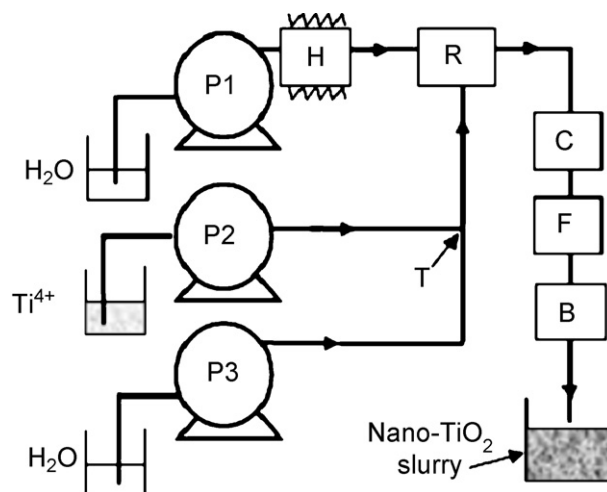 P1
H
R
H₂O
C
P2
F
T
Ti⁴⁺
B
P3
Nano-TiO₂
slurry
H₂O